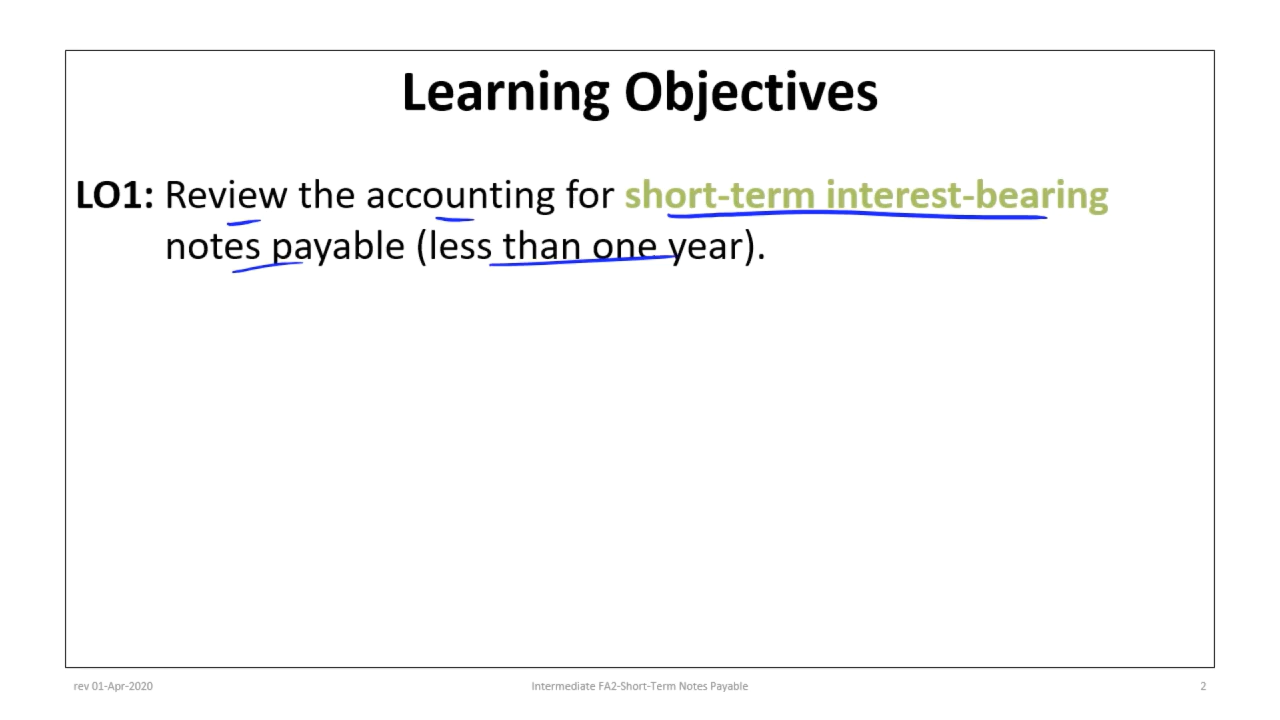 Learning Objectives
LO1: Review the accounting for short-term interest-bearing
notes payable (less than one year).
rev 01-Apr-2020
Intermediate FA2-Short-Term Notes Payable
2